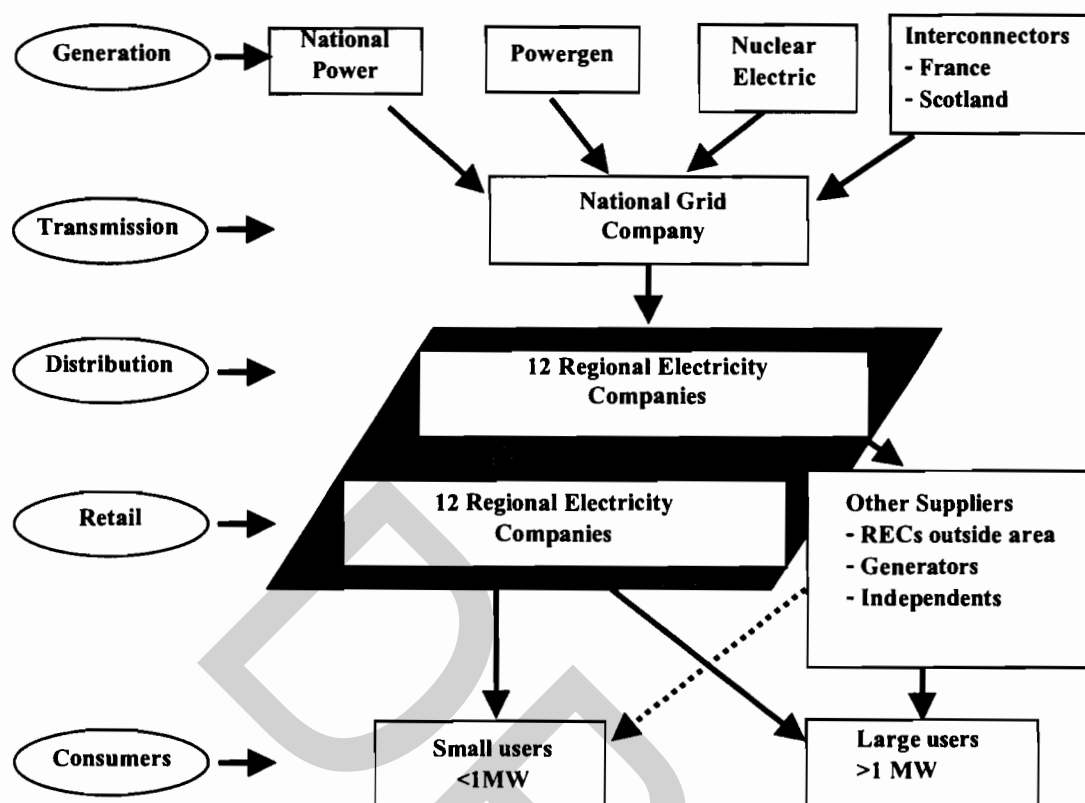 Generation
National
Power
Powergen
Nuclear
Electric
Interconnectors
- France
- Scotland
Transmission
National Grid
Company
Distribution
12 Regional Electricity
Companies
Retail
12 Regional Electricity
Companies
Other Suppliers
- RECs outside area
- Generators
- Independents
Consumers
Small users
<1MW
Large users
>1 MW